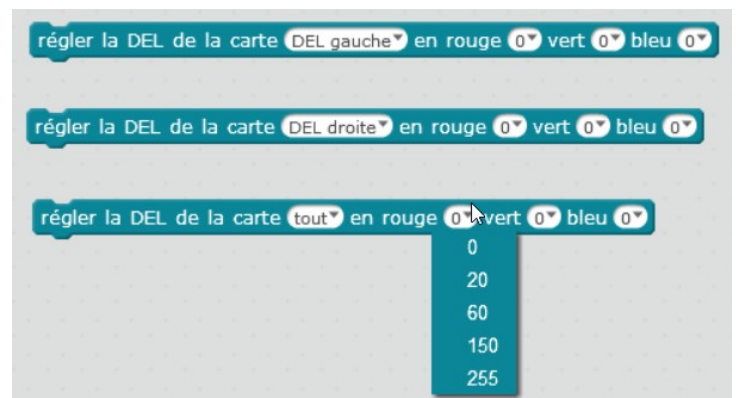 régler la DEL de la carte DEL gauche en rouge 0 vert 0 bleu 0
régler la DEL de la carte DEL droite en rouge 0 vert 0 bleu 0
régler la DEL de la carte tout en rouge 0 vert 0 bleu 0
0
20
60
150
255